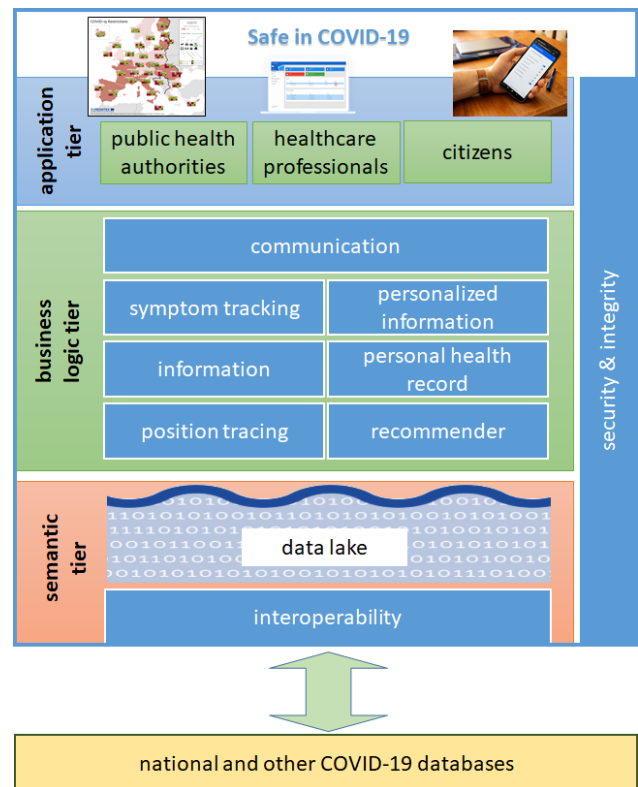 Safe in COVID-19
application
tier
public health
authorities
healthcare
professionals
citizens
business
logic tier
communication
symptom tracking
personalized
information
information
personal health
record
position tracing
recommender
security & integrity
semantic
tier
data lake
interoperability
national and other COVID-19 databases